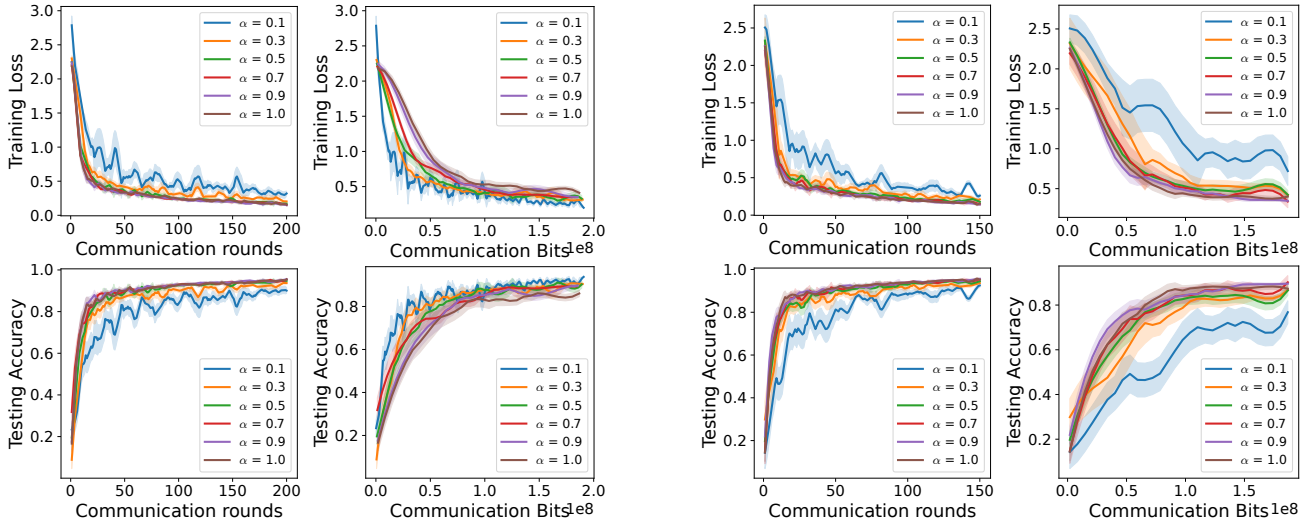 3.0
2.5
2.0
1.5
1.0
0.5
0.0
Training Loss
α = 0.1
α = 0.3
α = 0.5
α = 0.7
α = 0.9
α = 1.0
0 50 100 150 200
Communication rounds
3.0
2.5
2.0
1.5
1.0
0.5
Training Loss
α = 0.1
α = 0.3
α = 0.5
α = 0.7
α = 0.9
α = 1.0
0.0 0.5 1.0 1.5 2.0
Communication Bits 1e8
2.5
2.0
1.5
1.0
0.5
0.0
Training Loss
α = 0.1
α = 0.3
α = 0.5
α = 0.7
α = 0.9
α = 1.0
0 50 100 150
Communication rounds
2.5
2.0
1.5
1.0
0.5
Training Loss
α = 0.1
α = 0.3
α = 0.5
α = 0.7
α = 0.9
α = 1.0
0.0 0.5 1.0 1.5
Communication Bits 1e8
1.0
0.8
0.6
0.4
0.2
Testing Accuracy
α = 0.1
α = 0.3
α = 0.5
α = 0.7
α = 0.9
α = 1.0
0 50 100 150 200
Communication rounds
0.8
0.6
0.4
0.2
Testing Accuracy
α = 0.1
α = 0.3
α = 0.5
α = 0.7
α = 0.9
α = 1.0
0.0 0.5 1.0 1.5 2.0
Communication Bits 1e8
1.0
0.8
0.6
0.4
0.2
Testing Accuracy
α = 0.1
α = 0.3
α = 0.5
α = 0.7
α = 0.9
α = 1.0
0 50 100 150
Communication rounds
0.8
0.6
0.4
0.2
Testing Accuracy
α = 0.1
α = 0.3
α = 0.5
α = 0.7
α = 0.9
α = 1.0
0.0 0.5 1.0 1.5
Communication Bits 1e8